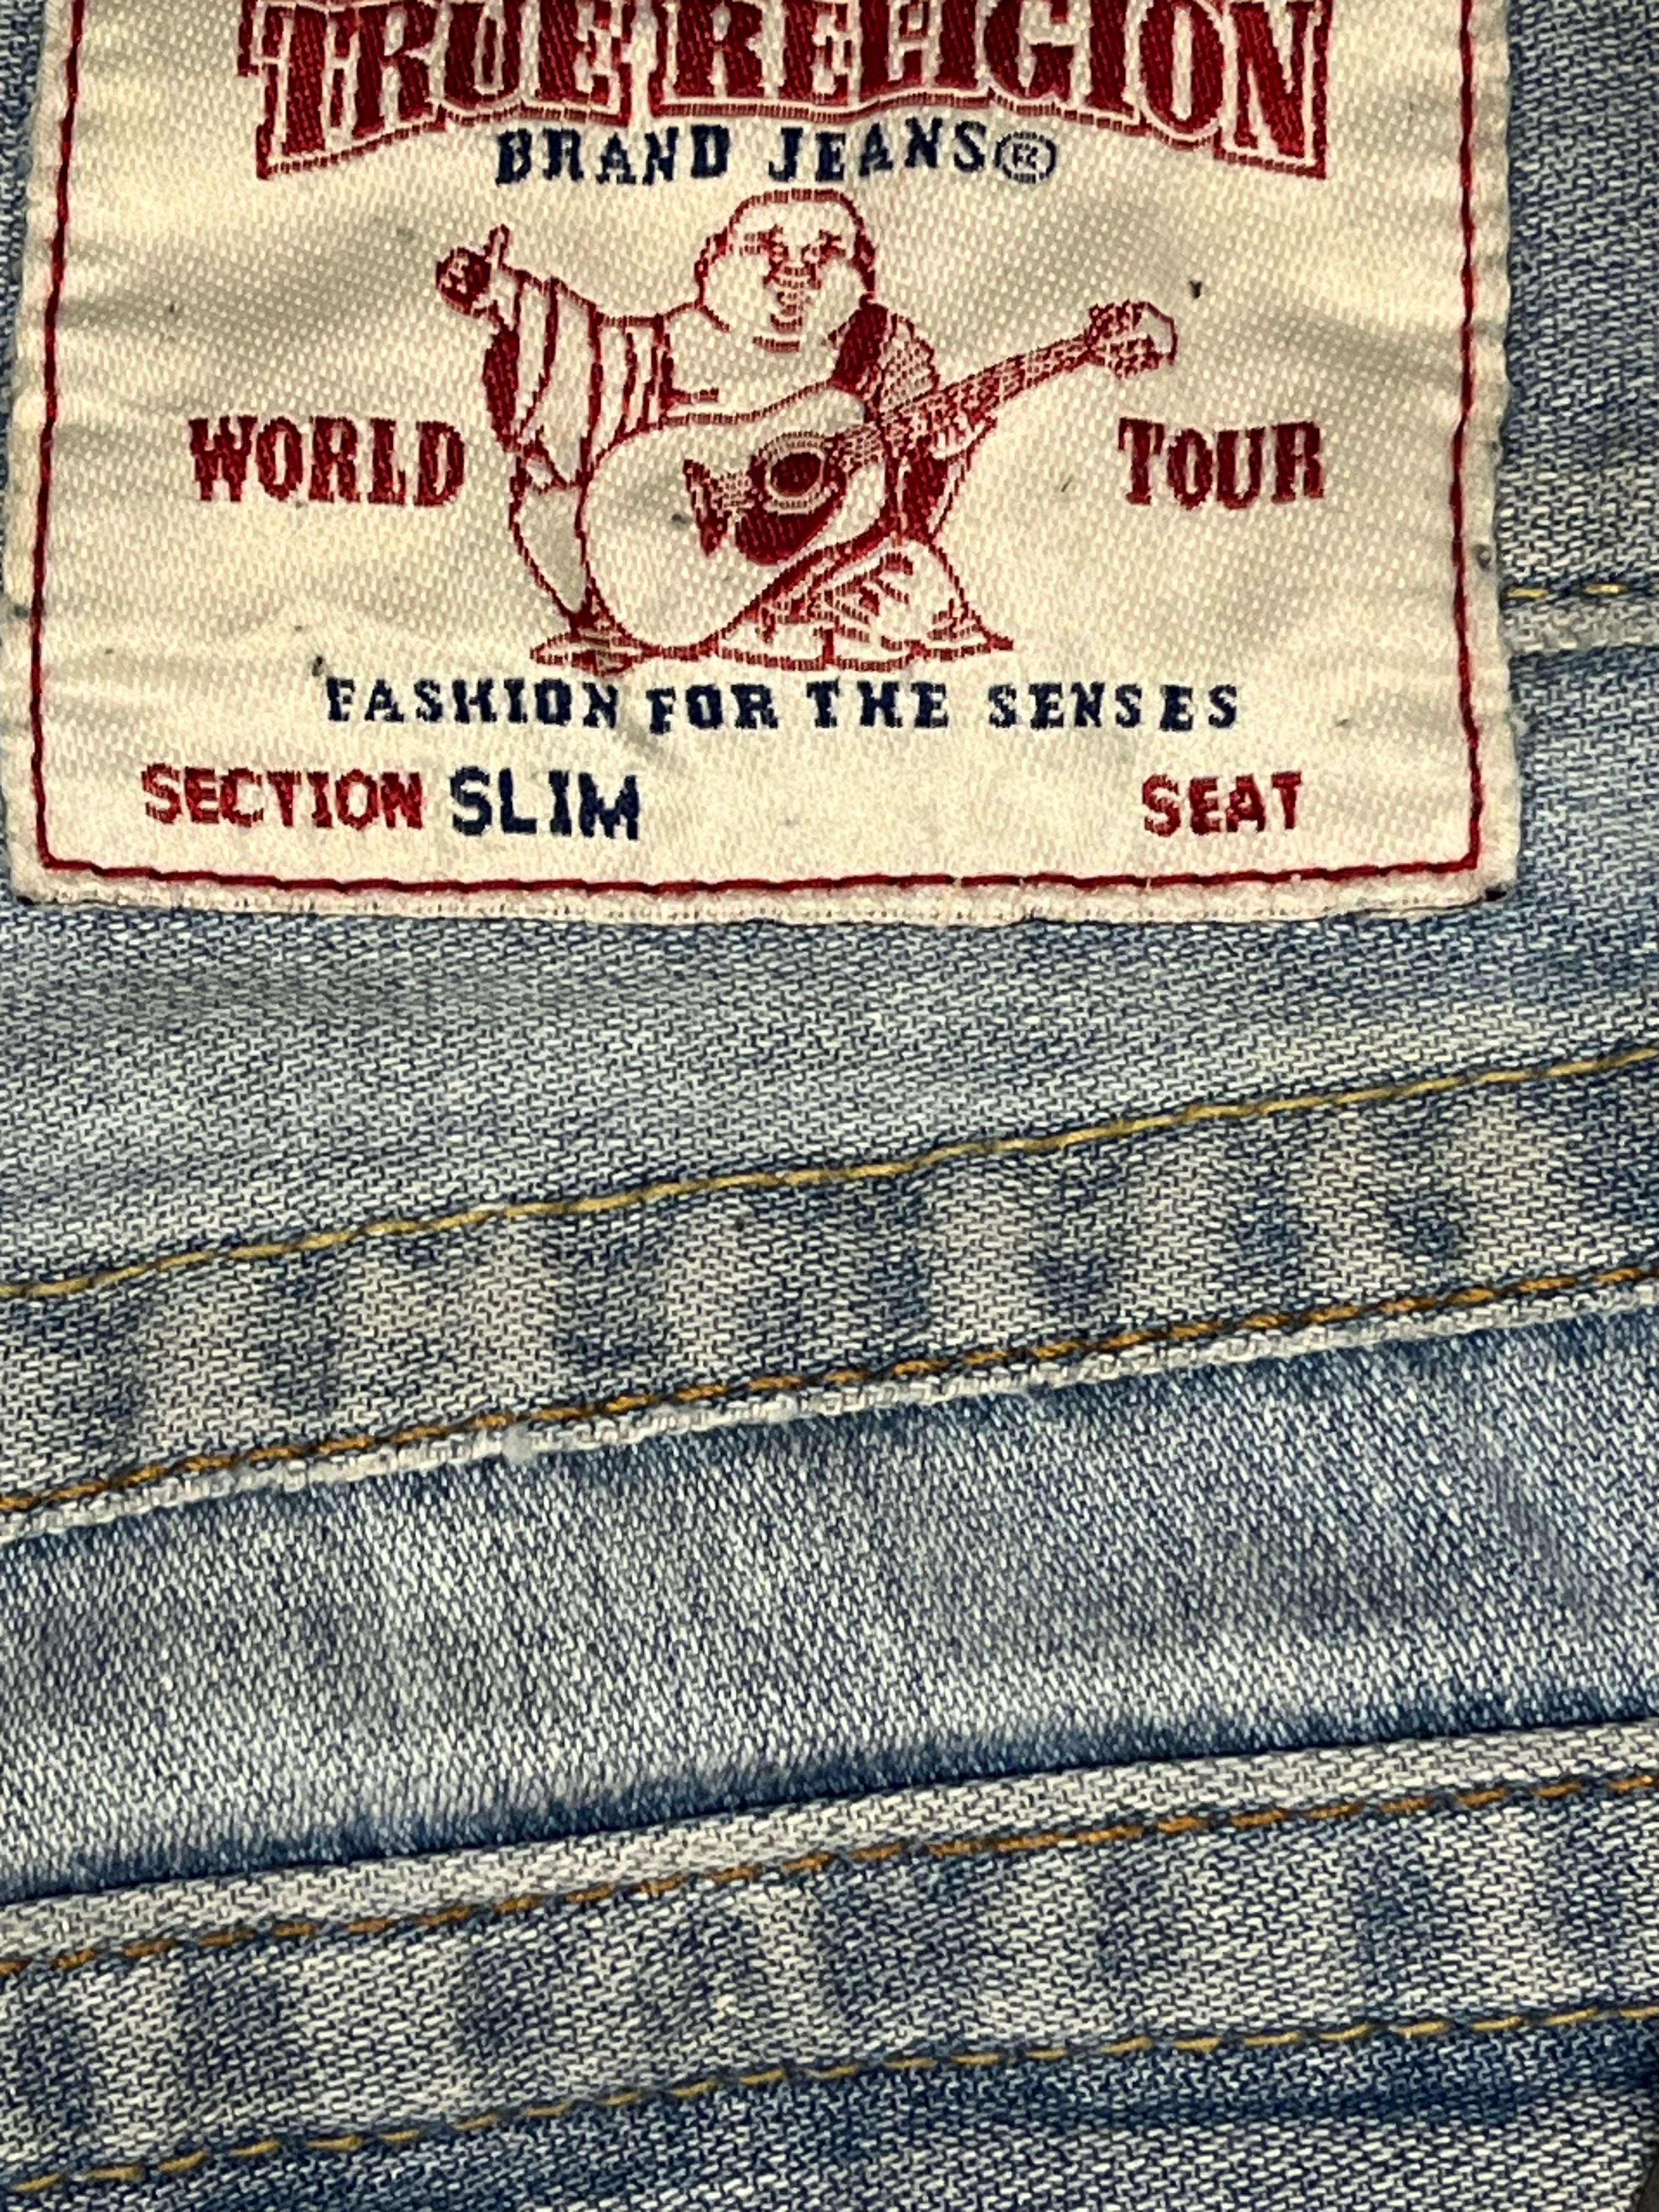 TRUE RELIGION
BRAND JEANS®
WORLD TOUR
FASHION FOR THE SENSES
SECTION SLIM SEAT